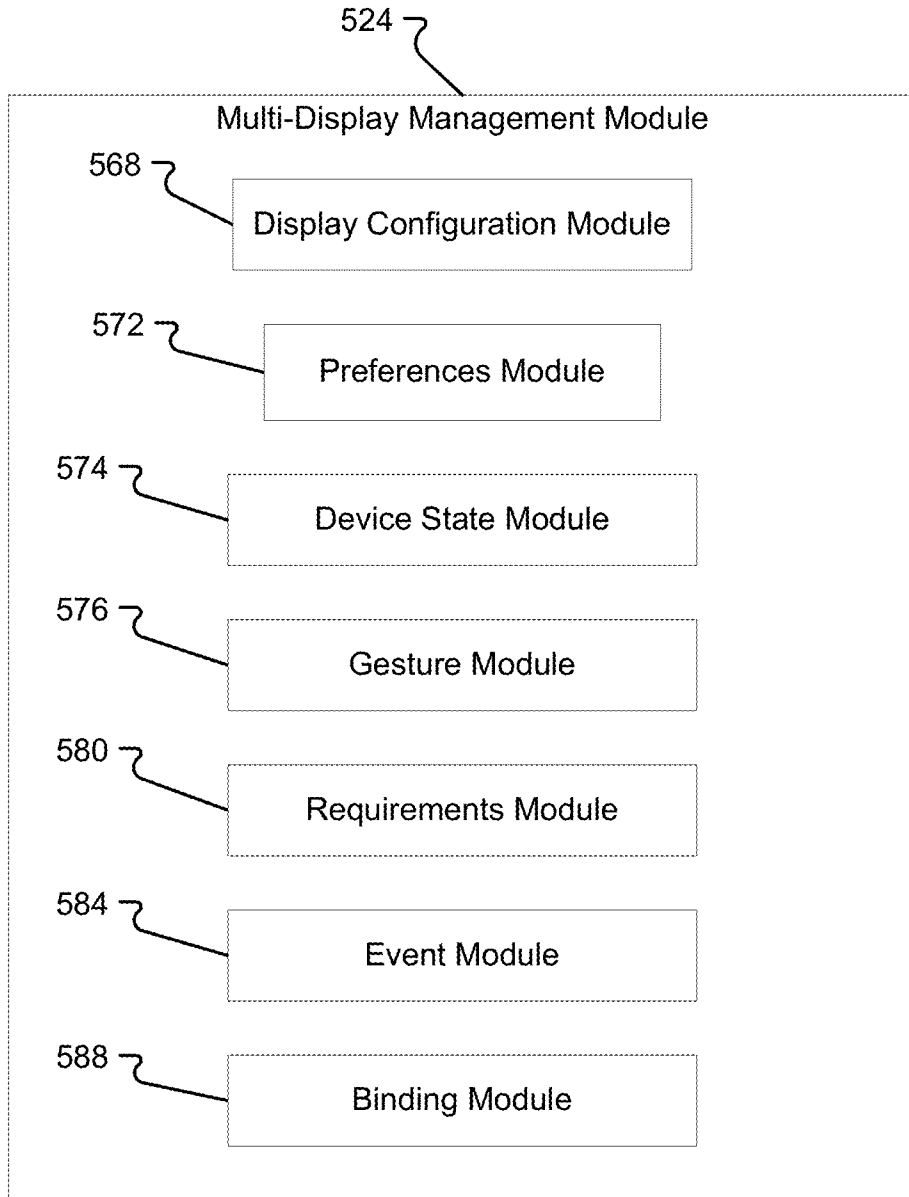 524
Multi-Display Management Module
568
Display Configuration Module
572
Preferences Module
574
Device State Module
576
Gesture Module
580
Requirements Module
584
Event Module
588
Binding Module